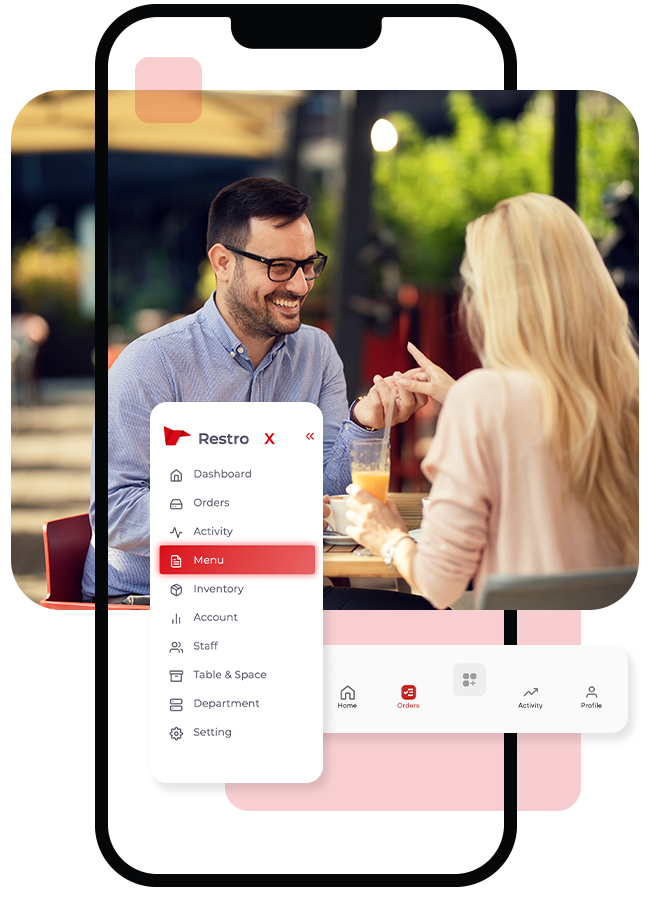 Restro X
Dashboard
Orders
Activity
Menu
Inventory
Account
Staff
Table & Space
Department
Setting
Home
Orders
Activity
Profile